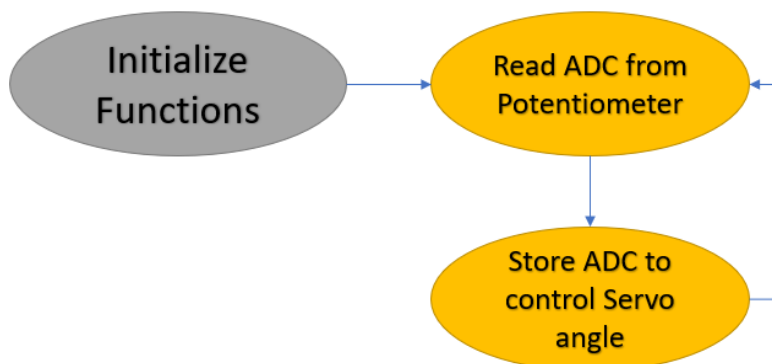 Initialize
Functions
Read ADC from
Potentiometer
Store ADC to
control Servo
angle